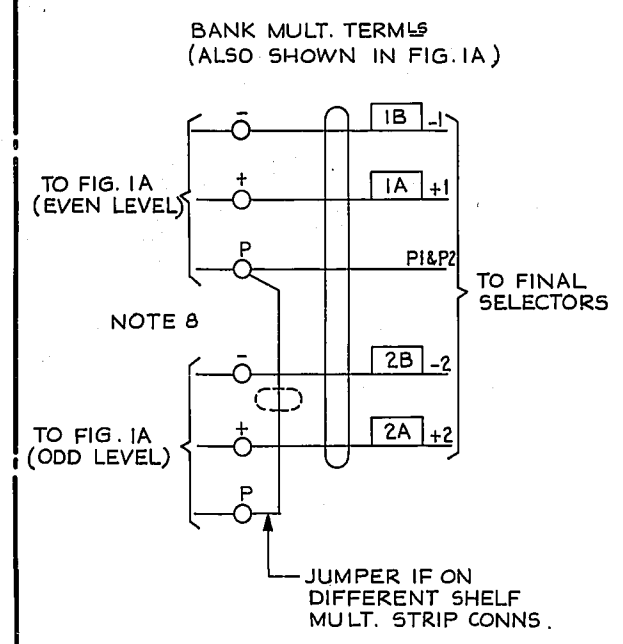 BANK MULT. TERMLS
(ALSO SHOWN IN FIG. 1A)
- 1B -1
TO FIG. 1A
(EVEN LEVEL)
+ 1A +1
P P1&P2
TO FINAL
SELECTORS
NOTE 8
- 2B -2
TO FIG. 1A
(ODD LEVEL)
+ 2A +2
P
JUMPER IF ON
DIFFERENT SHELF
MULT. STRIP CONNS.